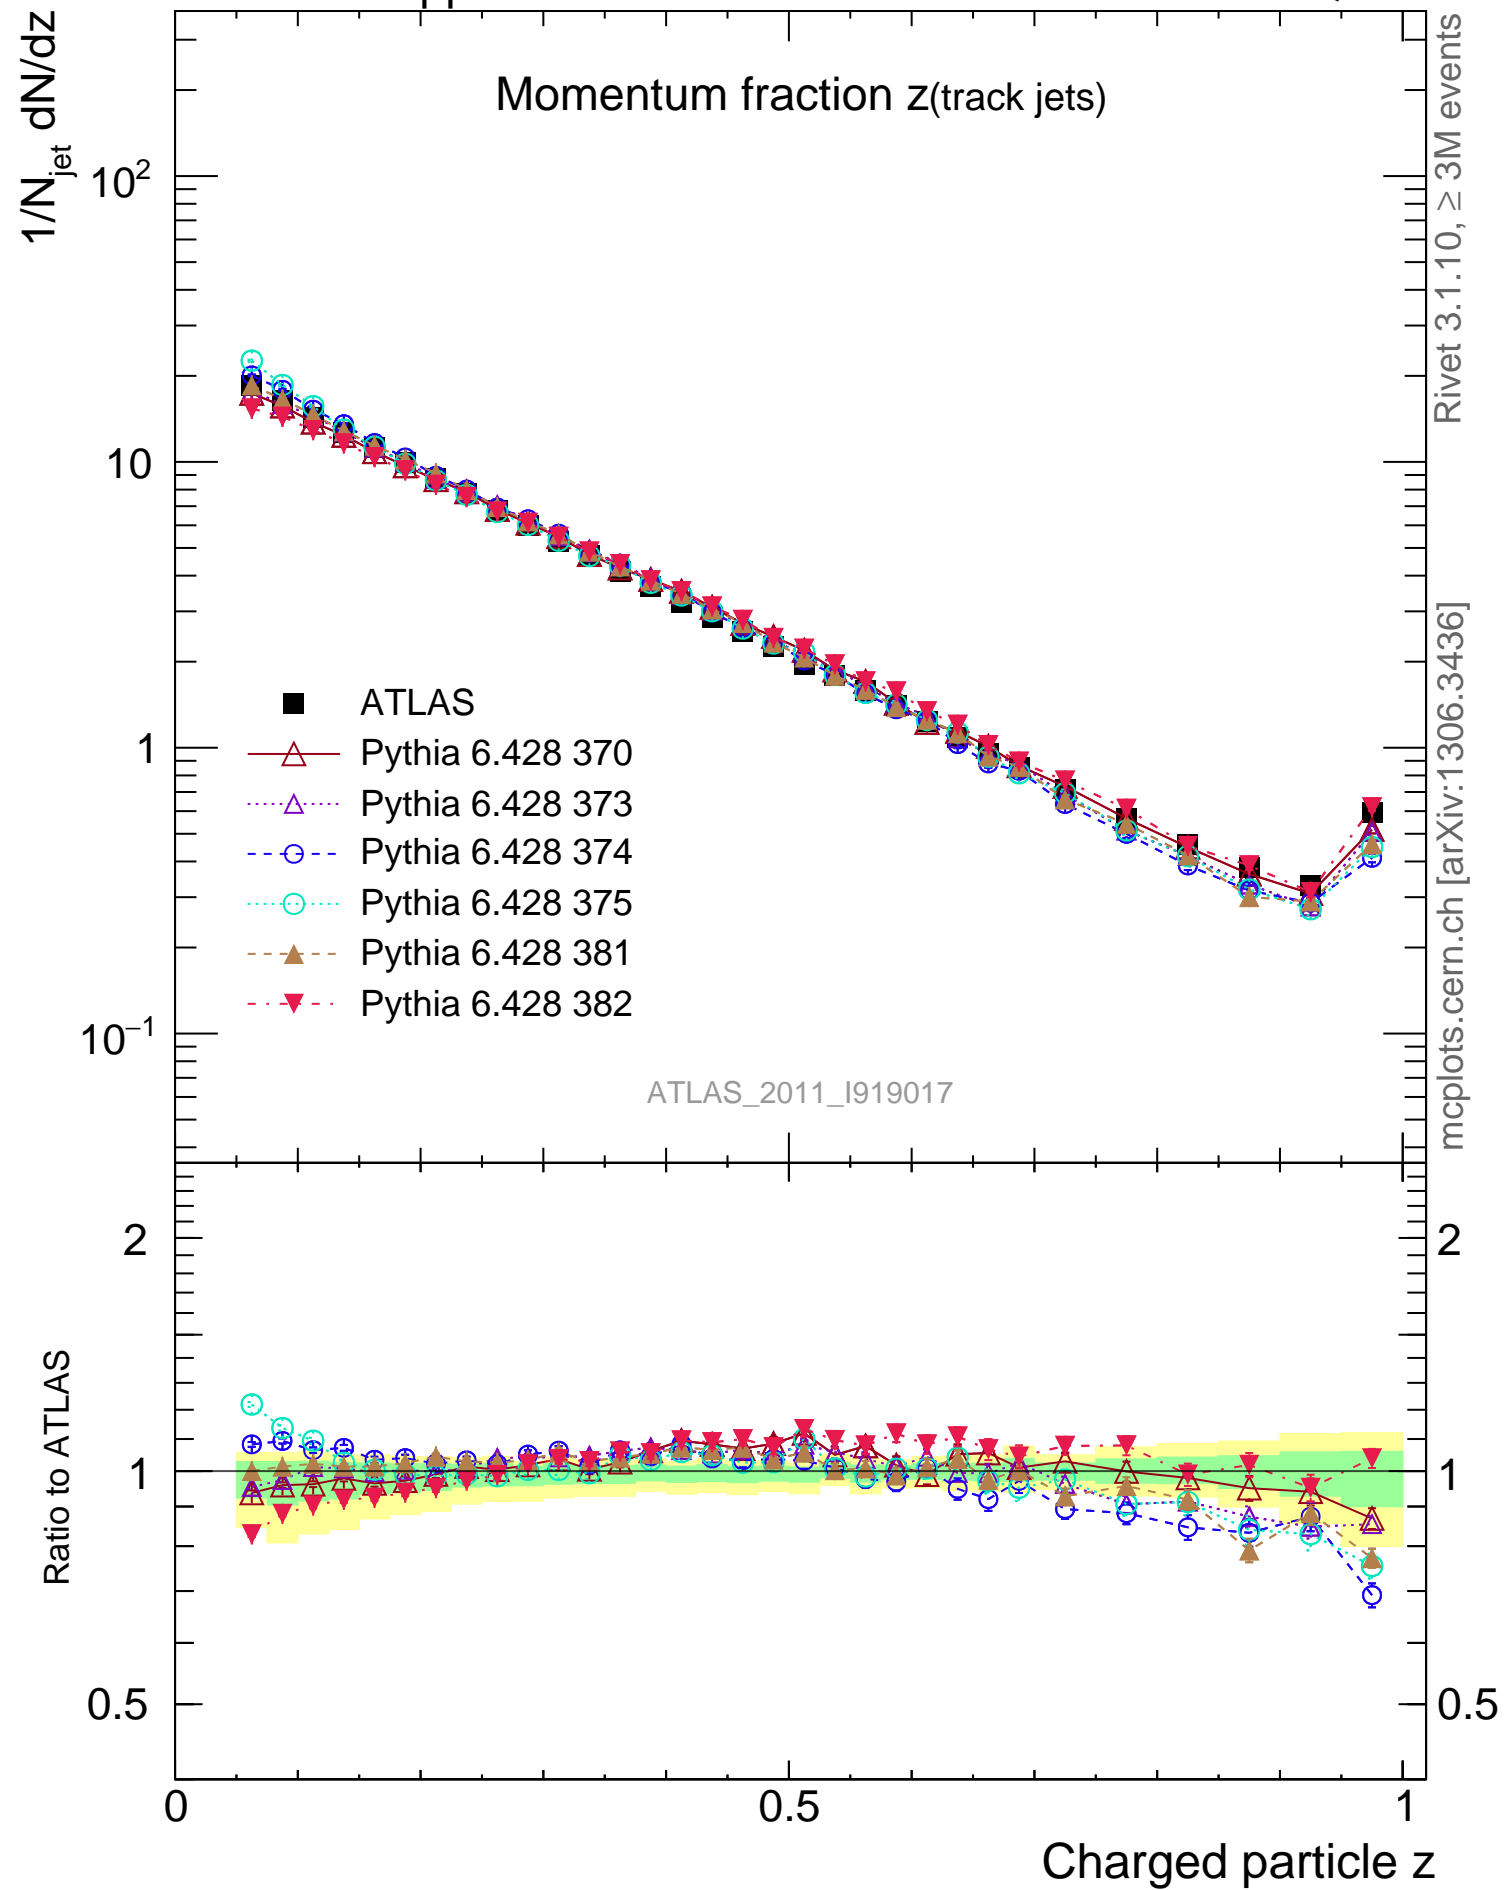 pp
Momentum fraction z(track jets)
1/N_jet dN/dz
10²
10
1
10⁻¹
ATLAS
Pythia 6.428 370
Pythia 6.428 373
Pythia 6.428 374
Pythia 6.428 375
Pythia 6.428 381
Pythia 6.428 382
ATLAS_2011_I919017
Rivet 3.1.10, ≥ 3M events
mcplots.cern.ch [arXiv:1306.3436]
Ratio to ATLAS
2
1
0.5
2
1
0.5
0
0.5
1
Charged particle z